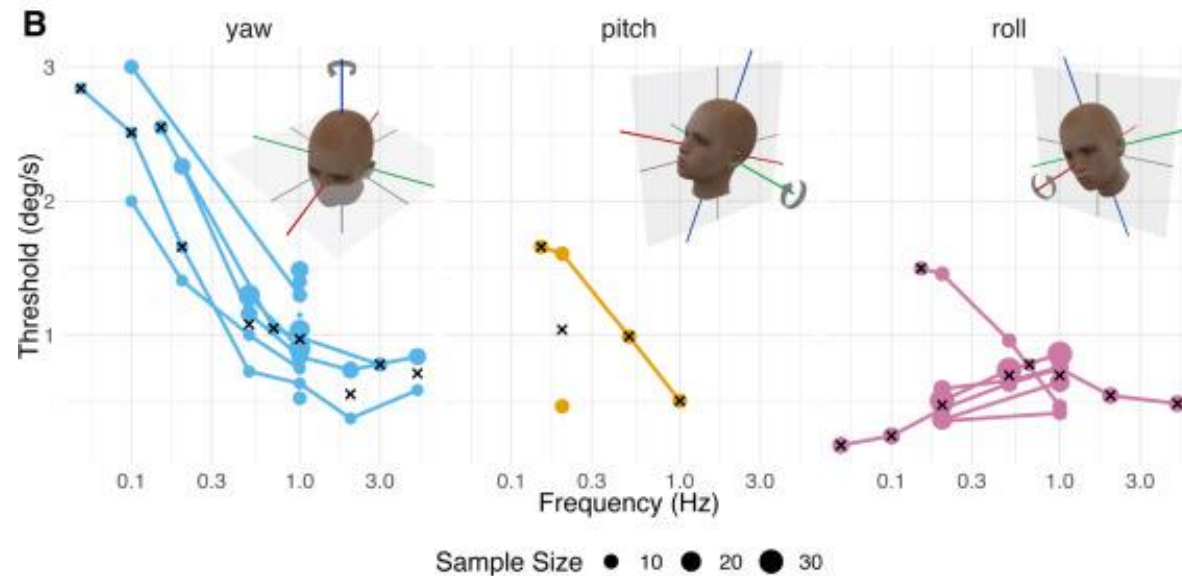 B
yaw pitch roll
3
2
1
Threshold (deg/s)
0.1 0.3 1.0 3.0 0.1 0.3 1.0 3.0 0.1 0.3 1.0 3.0
Frequency (Hz)
Sample Size 10 20 30